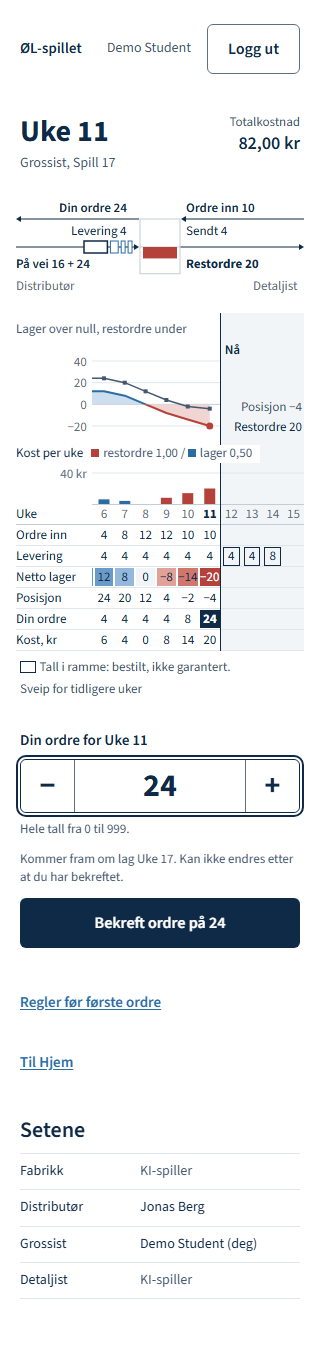 ØL-spillet Demo Student Logg ut
Uke 11 Totalkostnad
82,00 kr
Grossist, Spill 17
Din ordre 24 Ordre inn 10
Levering 4 Sendt 4
På vei 16 + 24 Restordre 20
Distributør Detaljist
Lager over null, restordre under
Nå
40
20
0 Posisjon −4
−20 Restordre 20
Kost per uke restordre 1,00 / lager 0,50
40 kr
Uke 6 7 8 9 10 11 12 13 14 15
Ordre inn 4 8 12 12 10 10
Levering 4 4 4 4 4 4 4 4 8
Netto lager 12 8 0 −8 −14 −20
Posisjon 24 20 12 4 −2 −4
Din ordre 4 4 4 4 8 24
Kost, kr 6 4 0 8 14 20
Tall i ramme: bestilt, ikke garantert.
Sveip for tidligere uker
Din ordre for Uke 11
− 24 +
Hele tall fra 0 til 999.
Kommer fram om lag Uke 17. Kan ikke endres etter
at du har bekreftet.
Bekreft ordre på 24
Regler før første ordre
Til Hjem
Setene
Fabrikk KI-spiller
Distributør Jonas Berg
Grossist Demo Student (deg)
Detaljist KI-spiller